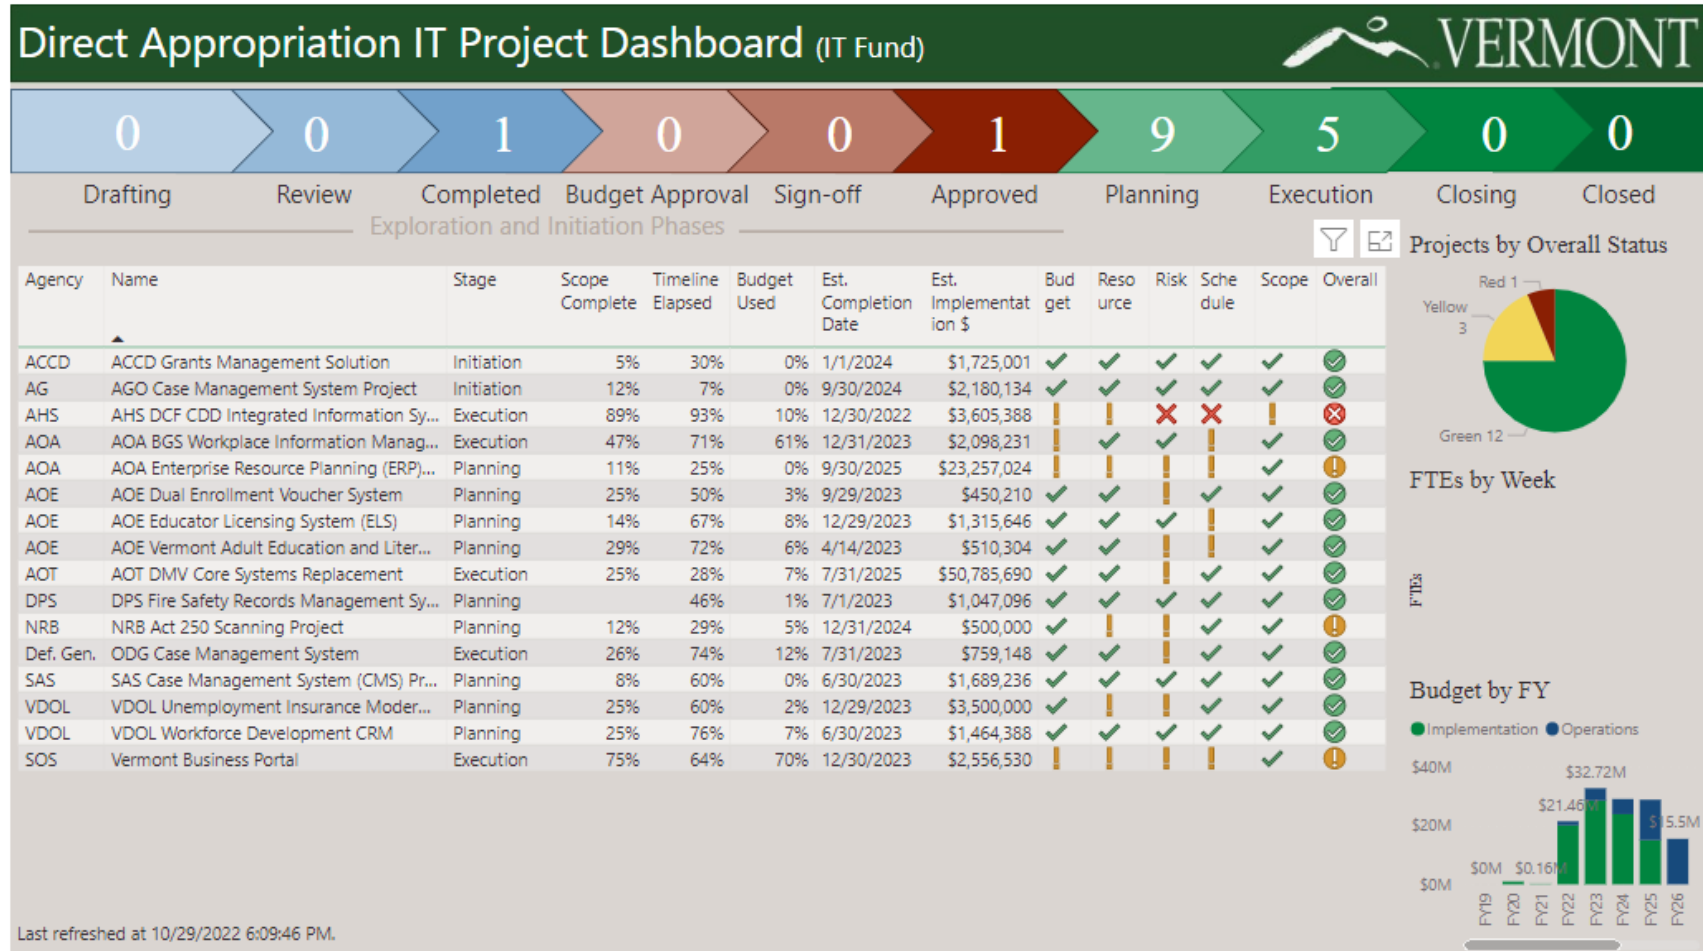 Direct Appropriation IT Project Dashboard (IT Fund)
VERMONT
0 0 1 0 0 1 9 5 0 0
Drafting Review Completed Budget Approval Sign-off Approved Planning Execution Closing Closed
Exploration and Initiation Phases
Agency Name Stage Scope Complete Timeline Elapsed Budget Used Est. Completion Date Est. Implementation $ Budget Resource Risk Schedule Scope Overall
ACCD ACCD Grants Management Solution Initiation 5% 30% 0% 1/1/2024 $1,725,001
AG AGO Case Management System Project Initiation 12% 7% 0% 9/30/2024 $2,180,134
AHS AHS DCF CDD Integrated Information Sy... Execution 89% 93% 10% 12/30/2022 $3,605,388
AOA AOA BGS Workplace Information Manag... Execution 47% 71% 61% 12/31/2023 $2,098,231
AOA AOA Enterprise Resource Planning (ERP)... Planning 11% 25% 0% 9/30/2025 $23,257,024
AOE AOE Dual Enrollment Voucher System Planning 25% 50% 3% 9/29/2023 $450,210
AOE AOE Educator Licensing System (ELS) Planning 14% 67% 8% 12/29/2023 $1,315,646
AOE AOE Vermont Adult Education and Liter... Planning 29% 72% 6% 4/14/2023 $510,304
AOT AOT DMV Core Systems Replacement Execution 25% 28% 7% 7/31/2025 $50,785,690
DPS DPS Fire Safety Records Management Sy... Planning 46% 1% 7/1/2023 $1,047,096
NRB NRB Act 250 Scanning Project Planning 12% 29% 5% 12/31/2024 $500,000
Def. Gen. ODG Case Management System Execution 26% 74% 12% 7/31/2023 $759,148
SAS SAS Case Management System (CMS) Pr... Planning 8% 60% 0% 6/30/2023 $1,689,236
VDOL VDOL Unemployment Insurance Moder... Planning 25% 60% 2% 12/29/2023 $3,500,000
VDOL VDOL Workforce Development CRM Planning 25% 76% 7% 6/30/2023 $1,464,388
SOS Vermont Business Portal Execution 75% 64% 70% 12/30/2023 $2,556,530
Last refreshed at 10/29/2022 6:09:46 PM.
Projects by Overall Status
Red 1
Yellow
3
Green 12
FTEs by Week
FTEs
Budget by FY
Implementation Operations
$40M
$32.72M
$21.46M
$20M
$15.5M
$0M $0.16M
$0M
FY19 FY20 FY21 FY22 FY23 FY24 FY25 FY26